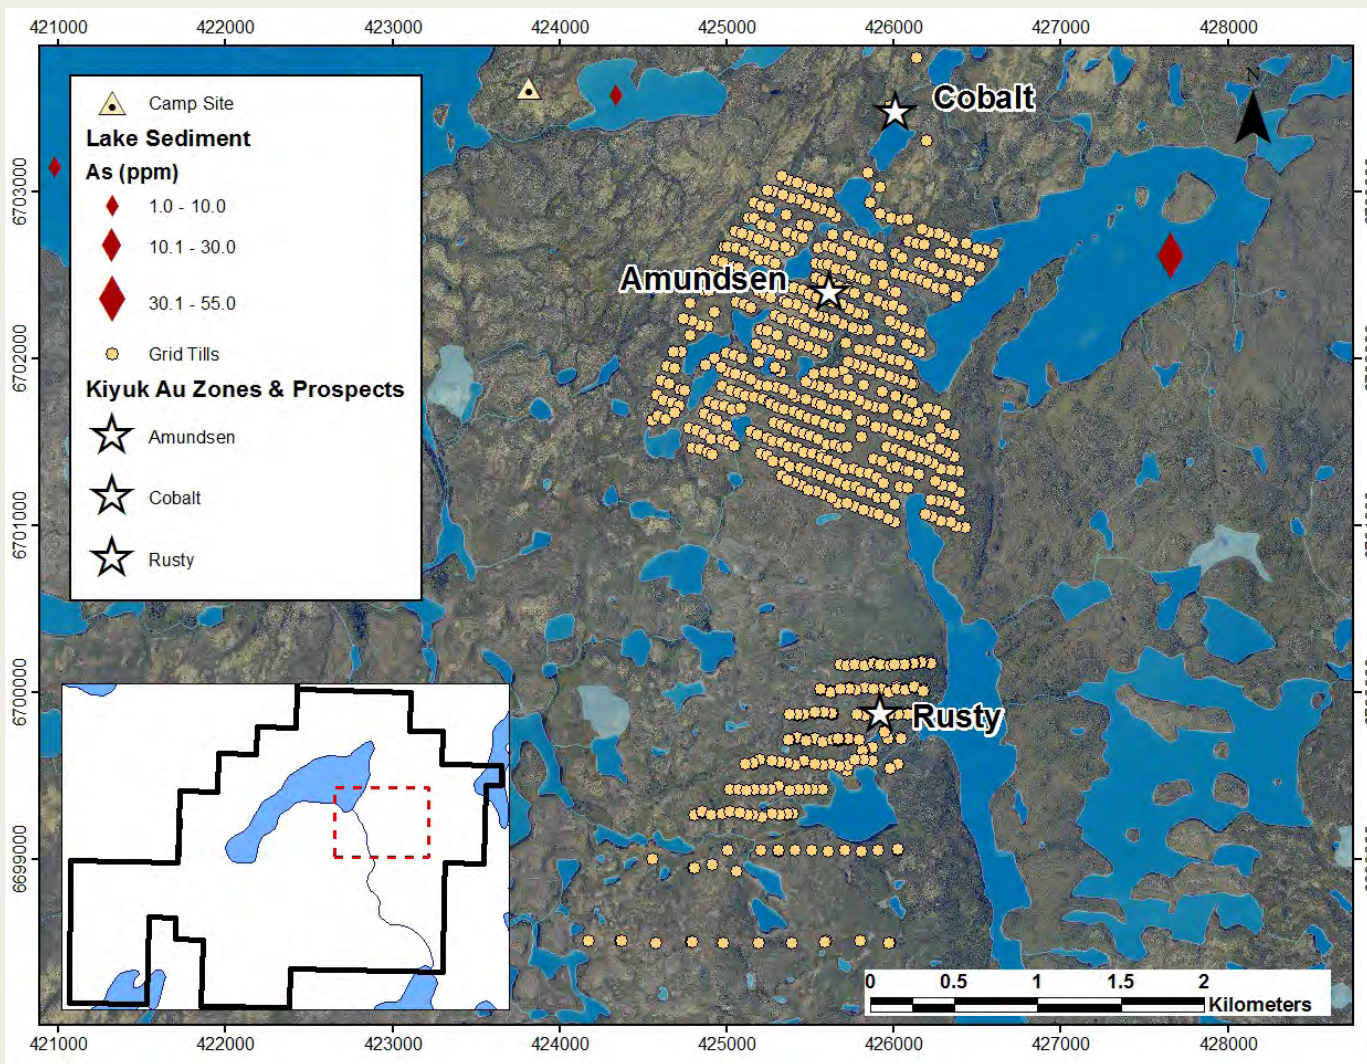 421000 422000 423000 424000 425000 426000 427000 428000
Camp Site
Lake Sediment
As (ppm)
1.0 - 10.0
10.1 - 30.0
30.1 - 55.0
Grid Tills
Kiyuk Au Zones & Prospects
Amundsen
Cobalt
Rusty
N
Cobalt
Amundsen
Rusty
6703000
6702000
6701000
6700000
6699000
0 0.5 1 1.5 2
Kilometers
421000 422000 423000 424000 425000 426000 427000 428000